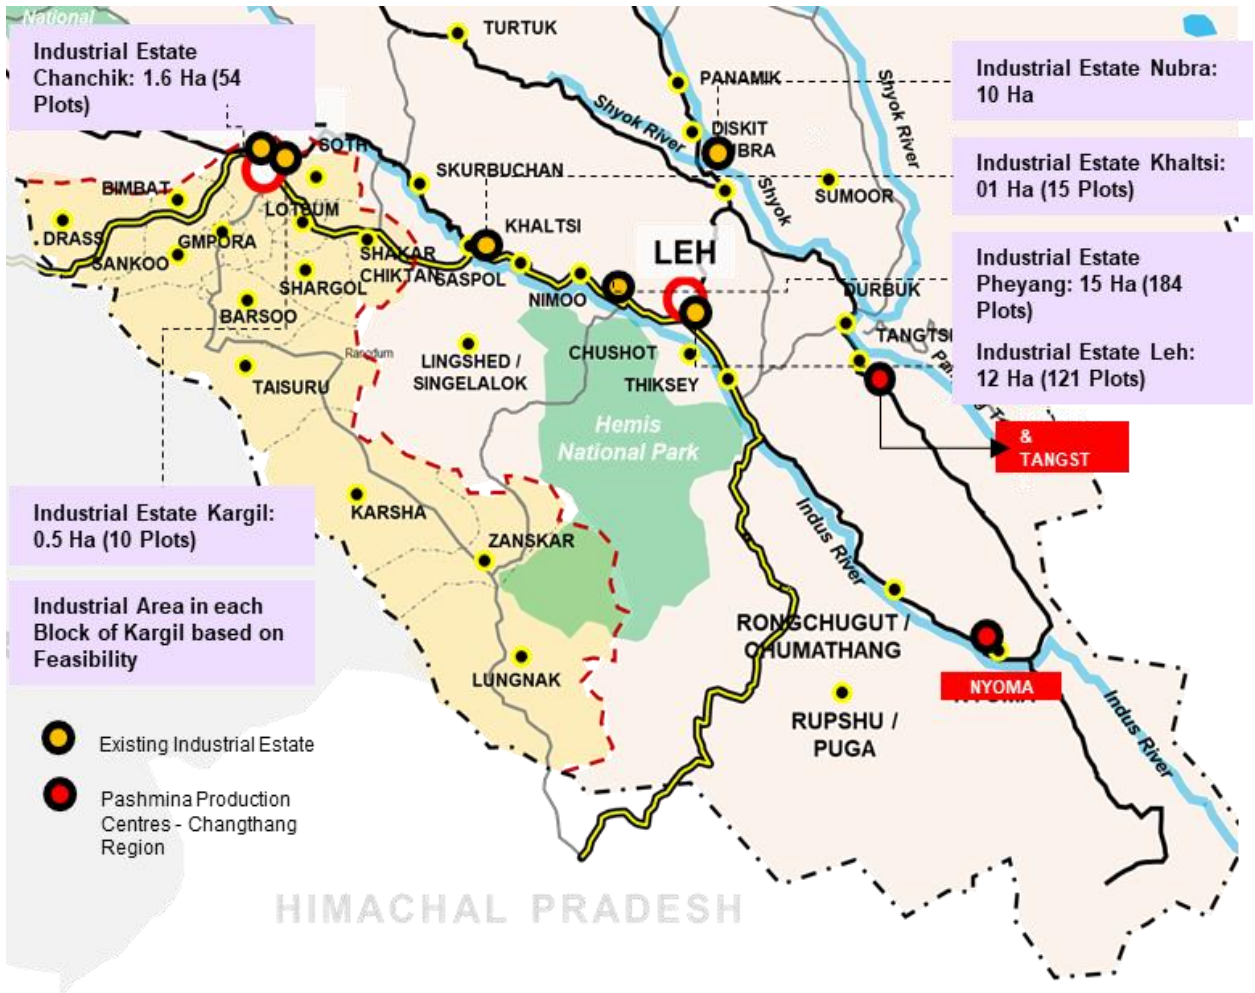 National
Industrial Estate
Chanchik: 1.6 Ha (54
Plots)
TURTUK
PANAMIK
Industrial Estate Nubra:
10 Ha
Shyok River
Shyok River
DISKIT
SOTH
SKURBUCHAN
Industrial Estate Khaltsi:
01 Ha (15 Plots)
BIMBAT
Shyok
SUMOOR
LOTSUM
KHALTSI
DRASS
GMPORA
LEH
SANKOO
SHAKAR
CHIKTAN
SASPOL
Industrial Estate
Pheyang: 15 Ha (184
Plots)
SHARGOL
NIMOO
DURBUK
BARSOO
TANGTSE
Industrial Estate Leh:
12 Ha (121 Plots)
Rangdum
LINGSHED /
SINGELALOK
CHUSHOT
THIKSEY
TAISURU
Hemis
National Park
&
TANGST
Industrial Estate Kargil:
0.5 Ha (10 Plots)
KARSHA
ZANSKAR
Indus River
Industrial Area in each
Block of Kargil based on
Feasibility
RONGCHUGUT /
CHUMATHANG
LUNGNAK
NYOMA
RUPSHU /
PUGA
Indus River
Existing Industrial Estate
Pashmina Production
Centres - Changthang
Region
HIMACHAL PRADESH